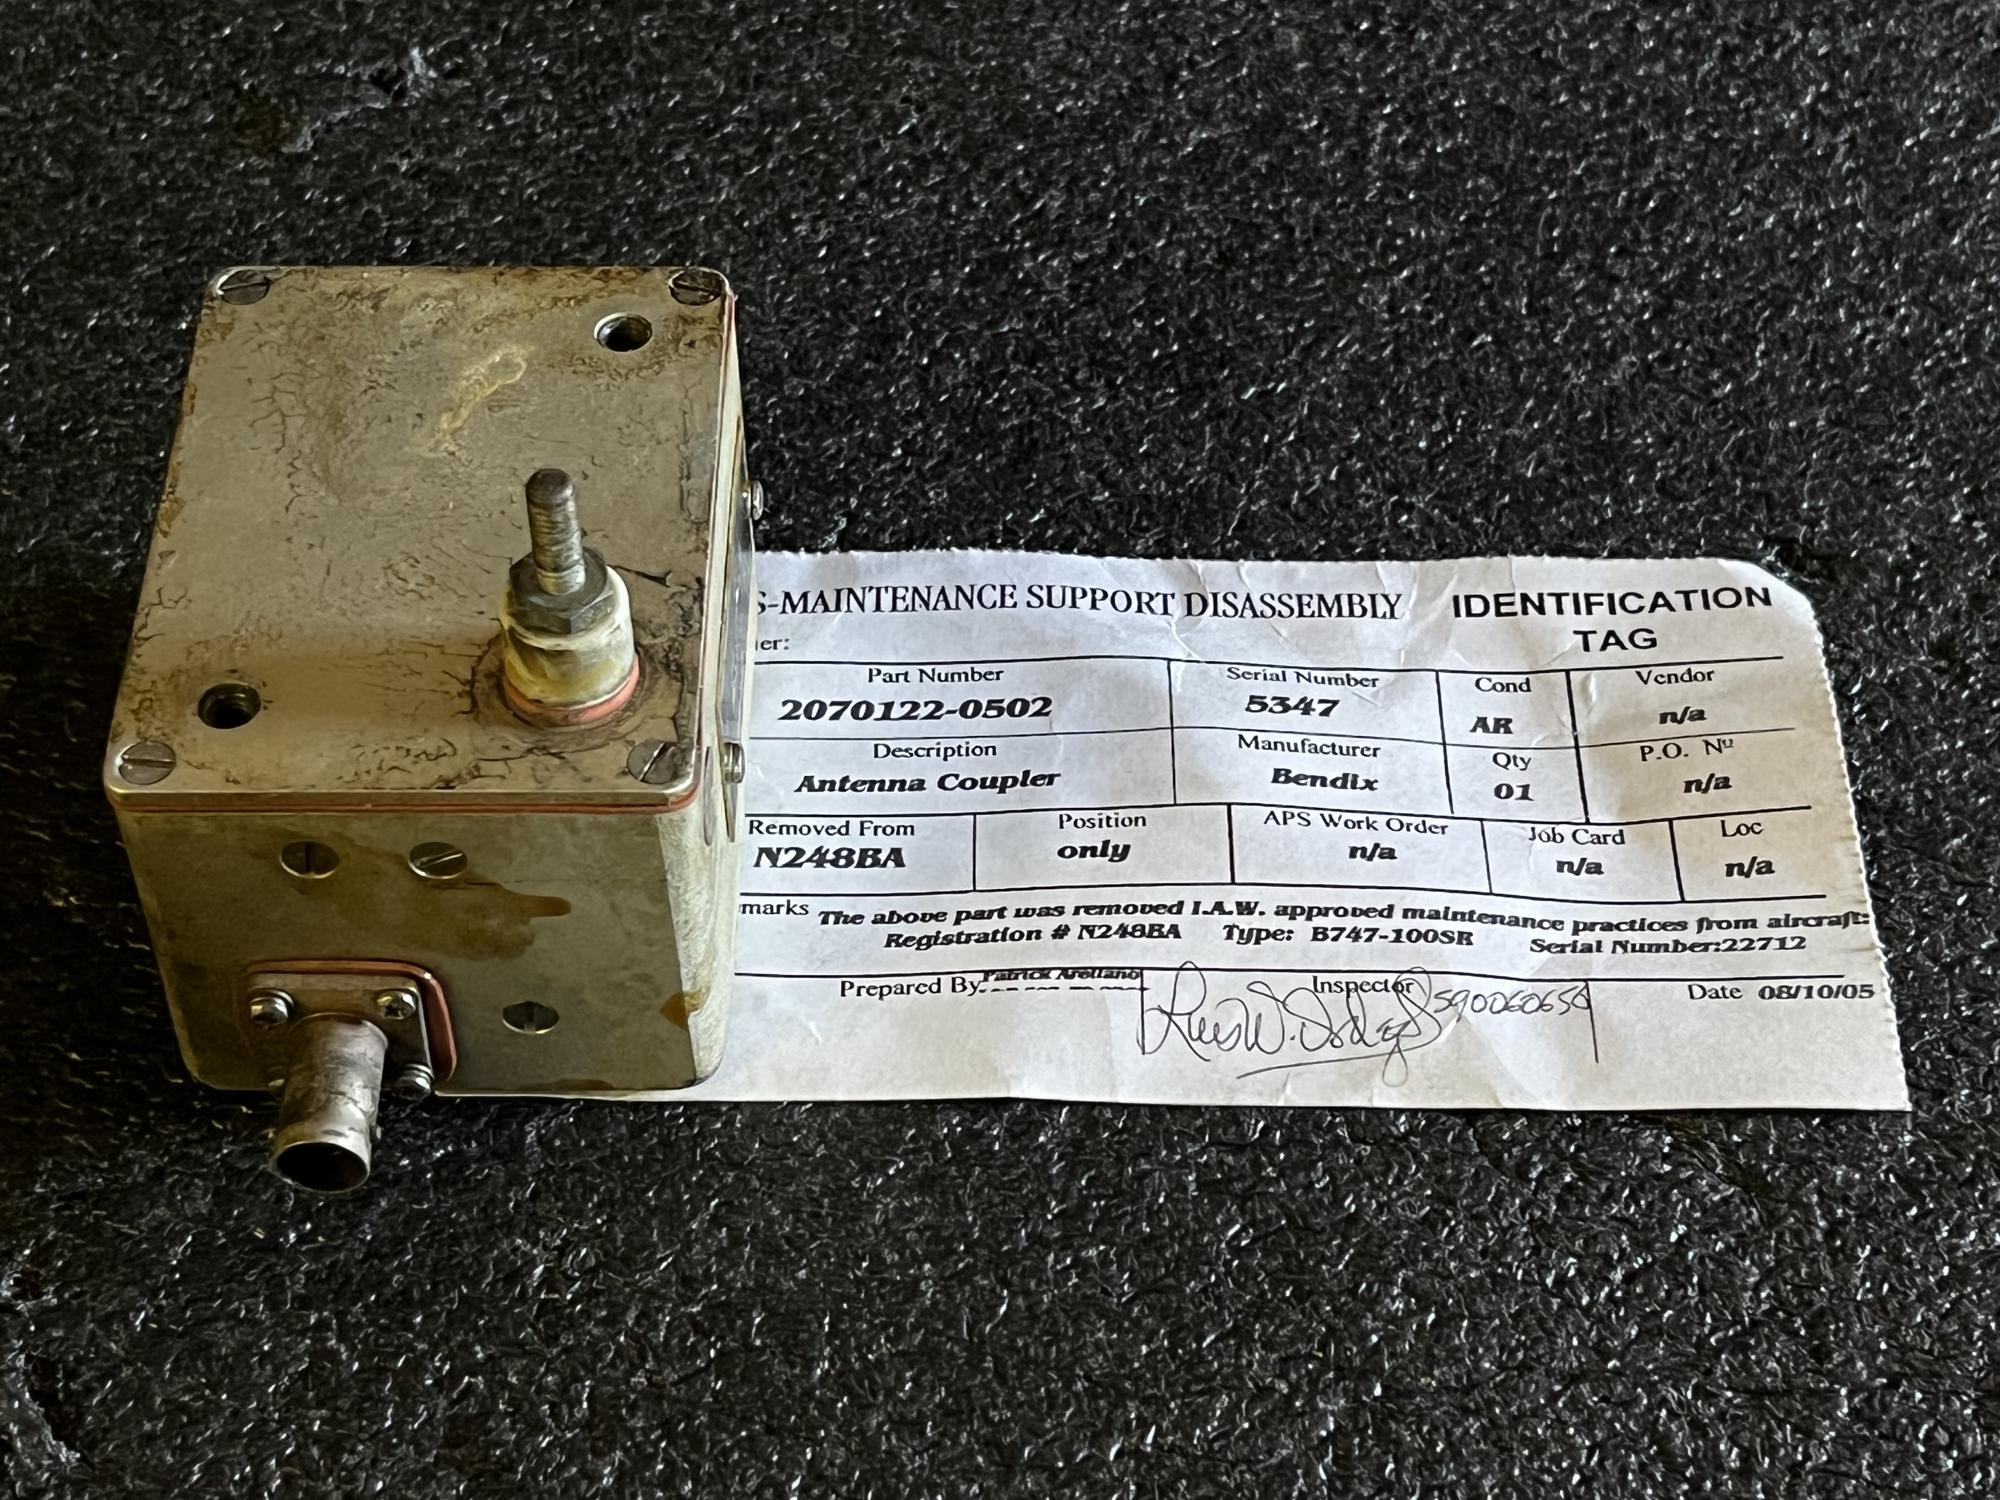 S-MAINTENANCE SUPPORT DISASSEMBLY IDENTIFICATION TAG
er:
Part Number Serial Number Cond Vendor
2070122-0502 5347 AR n/a
Description Manufacturer Qty P.O. Nº
Antenna Coupler Bendix 01 n/a
Removed From Position APS Work Order Job Card Loc
N248BA only n/a n/a n/a
marks The above part was removed I.A.W. approved maintenance practices from aircraft:
Registration # N248BA Type: B747-100SR Serial Number:22712
Prepared By Patrick Arellano Inspector Date 08/10/05